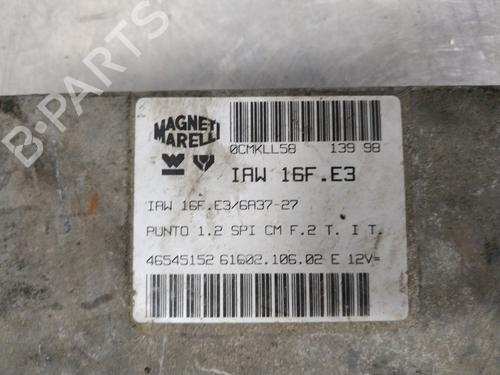 B-PARTS
MAGNETI
MARELLI
0CMKLL58 139 98
IAW 16F.E3
IAW 16F.E3/6A37-27
PUNTO 1.2 SPI CM F.2 T. I T.
46545152 61602.106.02 E 12V=